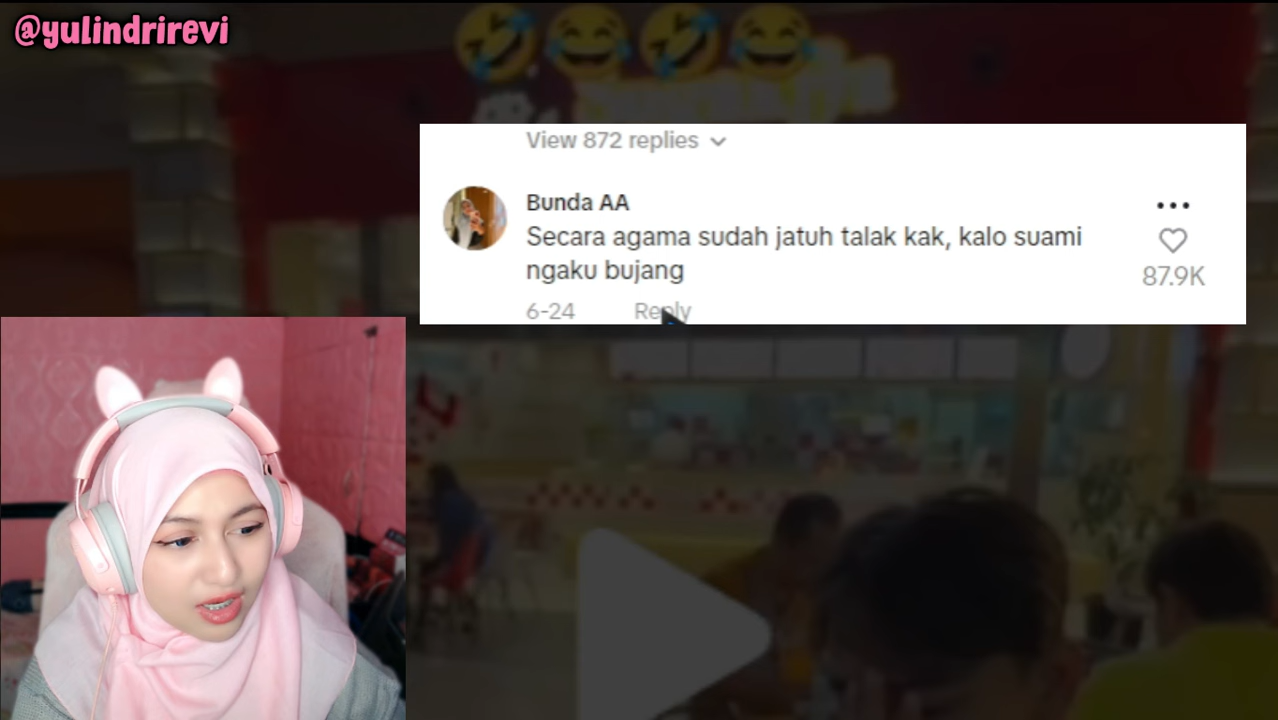 @yulindrirevi
View 872 replies
Bunda AA
Secara agama sudah jatuh talak kak, kalo suami
ngaku bujang
87.9K
6-24 Reply